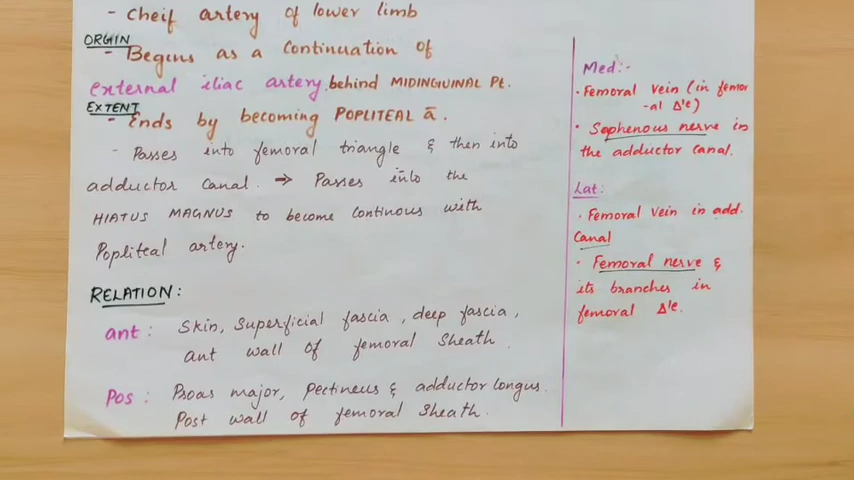 - Cheif artery of lower limb
ORGIN
- Begins as a continuation of
external iliac artery, behind MIDINGUINAL Pt.
EXTENT
- Ends by becoming POPLITEAL ā.
- Passes into femoral triangle & then into
adductor canal. → Passes into the
HIATUS MAGNUS to become continous with
Popliteal artery.
RELATION:
ant: Skin, Superficial fascia, deep fascia,
ant wall of femoral Sheath.
Pos: Psoas major, Pectineus & adductor longus.
Post wall of femoral Sheath.
Med:-
• Femoral Vein (in femor
-al Δ'le)
• Saphenous nerve in
the adductor canal.
Lat:
• Femoral Vein in add.
Canal
• Femoral nerve &
its branches in
femoral Δ'le.